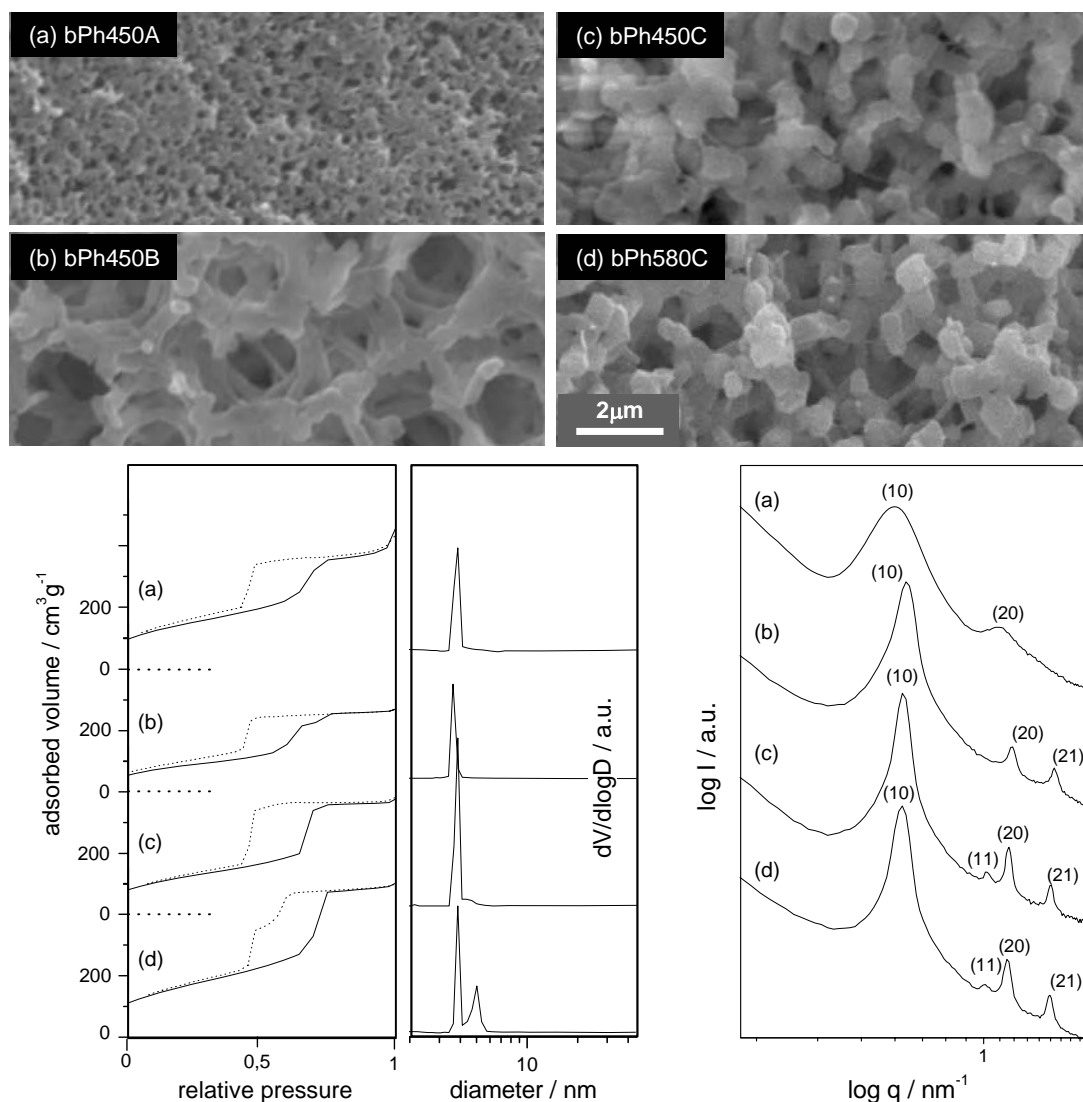 (a) bPh450A
(c) bPh450C
(b) bPh450B
(d) bPh580C
2μm
adsorbed volume / cm³g⁻¹
200
0
200
0
200
0
200
0
(a)
(b)
(c)
(d)
0
0,5
1
relative pressure
dV/dlogD / a.u.
10
diameter / nm
log I / a.u.
(a)
(10)
(20)
(b)
(10)
(20)
(21)
(c)
(10)
(11)
(20)
(21)
(d)
(10)
(11)
(20)
(21)
1
log q / nm⁻¹